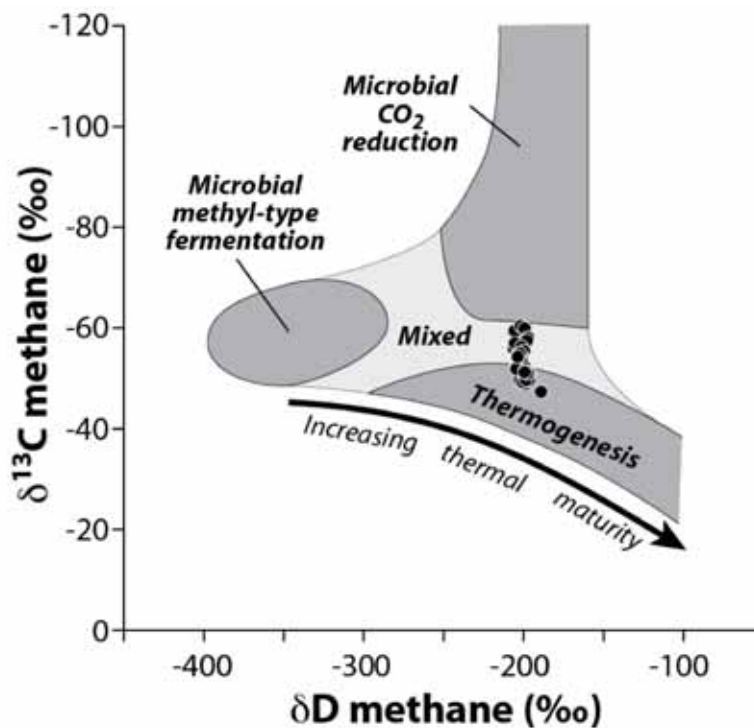 -120
-100
-80
-60
-40
-20
0
δ¹³C methane (‰)
Microbial
CO₂
reduction
Microbial
methyl-type
fermentation
Mixed
Thermogenesis
Increasing thermal maturity
-400 -300 -200 -100
δD methane (‰)